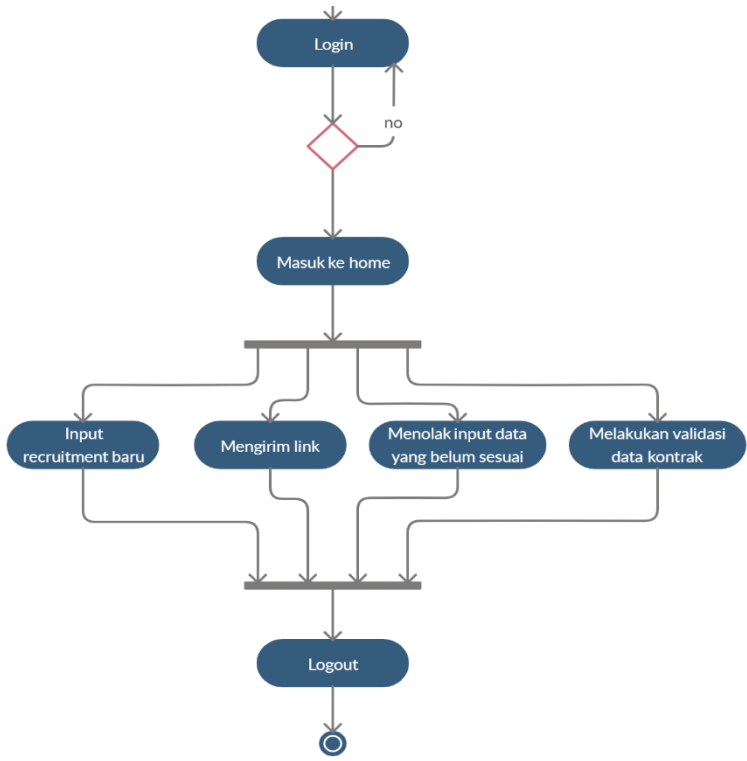 Login
no
Masuk ke home
Input
recruitment baru
Mengirim link
Menolak input data
yang belum sesuai
Melakukan validasi
data kontrak
Logout